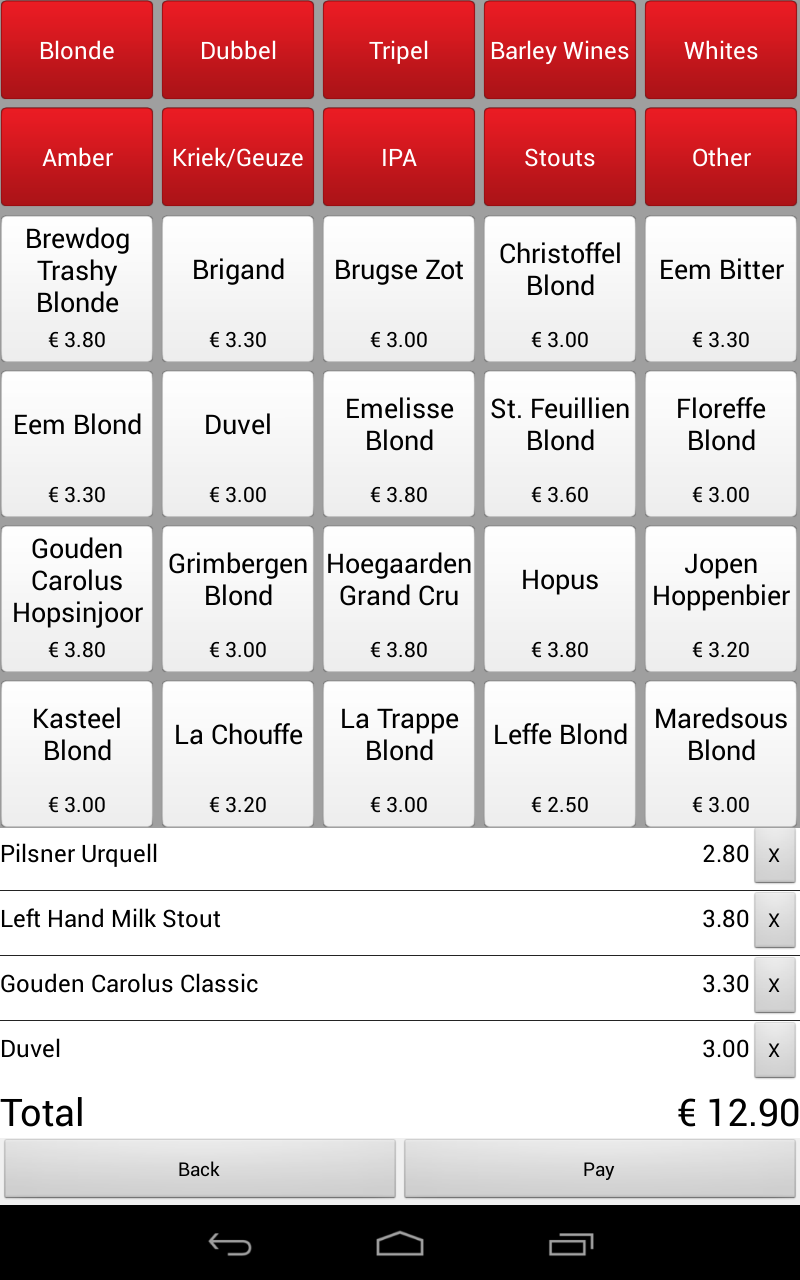 Blonde
Dubbel
Tripel
Barley Wines
Whites
Amber
Kriek/Geuze
IPA
Stouts
Other
Brewdog
Trashy
Blonde
€ 3.80
Brigand
€ 3.30
Brugse Zot
€ 3.00
Christoffel
Blond
€ 3.00
Eem Bitter
€ 3.30
Eem Blond
€ 3.30
Duvel
€ 3.00
Emelisse
Blond
€ 3.80
St. Feuillien
Blond
€ 3.60
Floreffe
Blond
€ 3.00
Gouden
Carolus
Hopsinjoor
€ 3.80
Grimbergen
Blond
€ 3.00
Hoegaarden
Grand Cru
€ 3.80
Hopus
€ 3.80
Jopen
Hoppenbier
€ 3.20
Kasteel
Blond
€ 3.00
La Chouffe
€ 3.20
La Trappe
Blond
€ 3.00
Leffe Blond
€ 2.50
Maredsous
Blond
€ 3.00
Pilsner Urquell 2.80 x
Left Hand Milk Stout 3.80 x
Gouden Carolus Classic 3.30 x
Duvel 3.00 x
Total € 12.90
Back
Pay